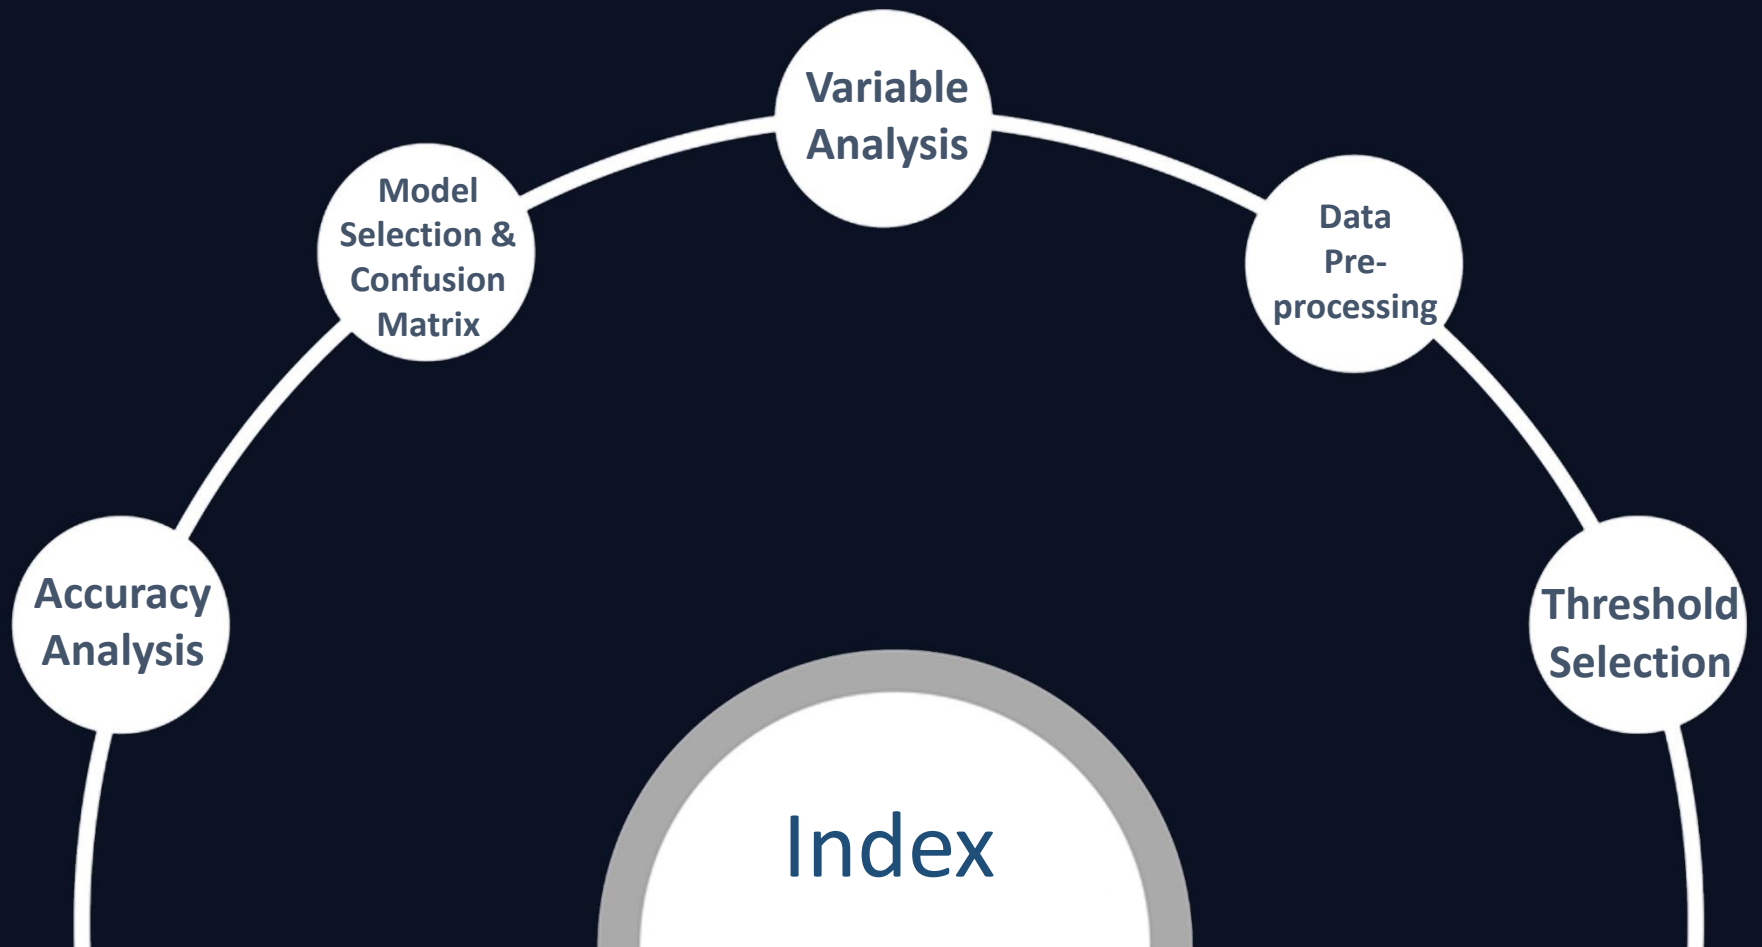 Variable
Analysis
Model
Selection &
Confusion
Matrix
Data
Pre-
processing
Accuracy
Analysis
Threshold
Selection
Index